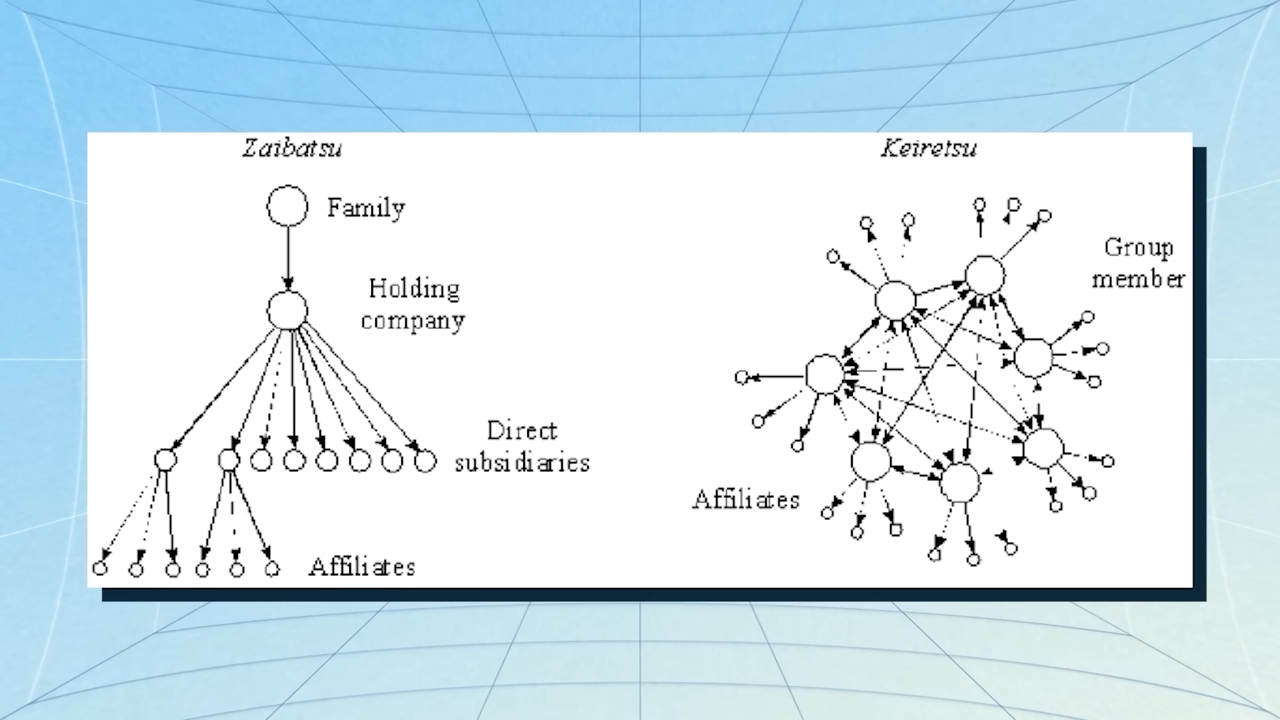 Zaibatsu
Family
Holding
company
Direct
subsidiaries
Affiliates
Keiretsu
Group
member
Affiliates